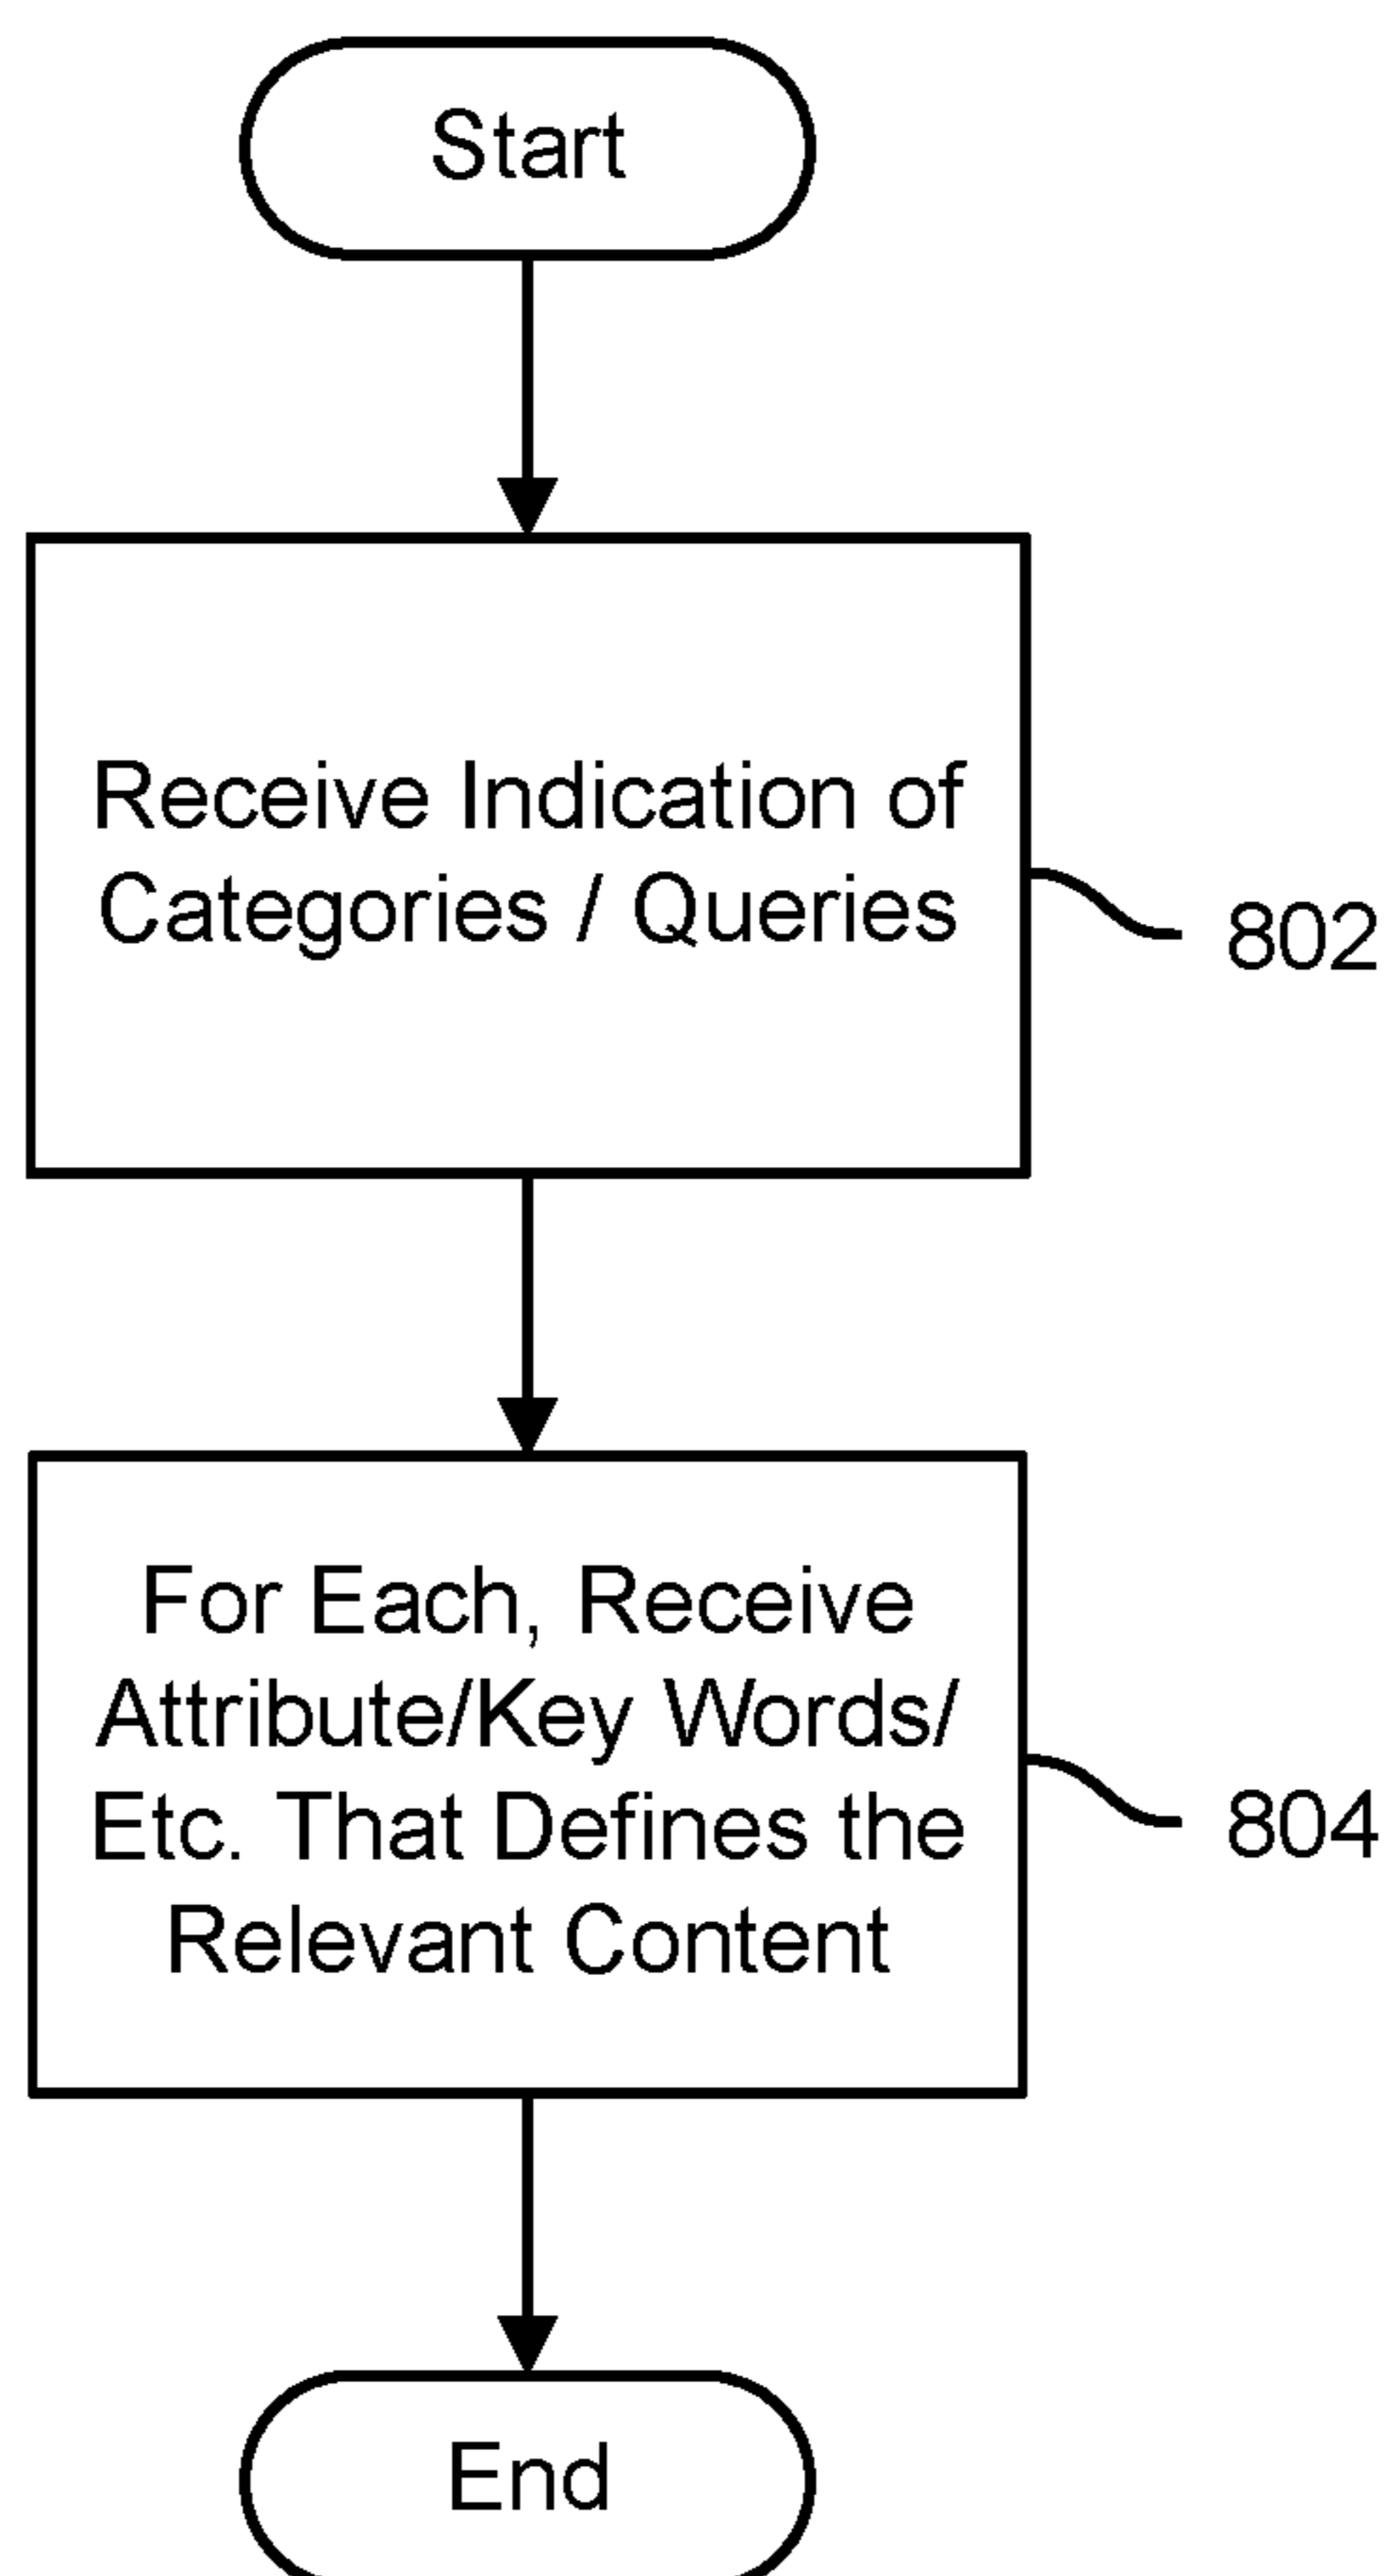 Start
Receive Indication of
Categories / Queries
802
For Each, Receive
Attribute/Key Words/
Etc. That Defines the
Relevant Content
804
End